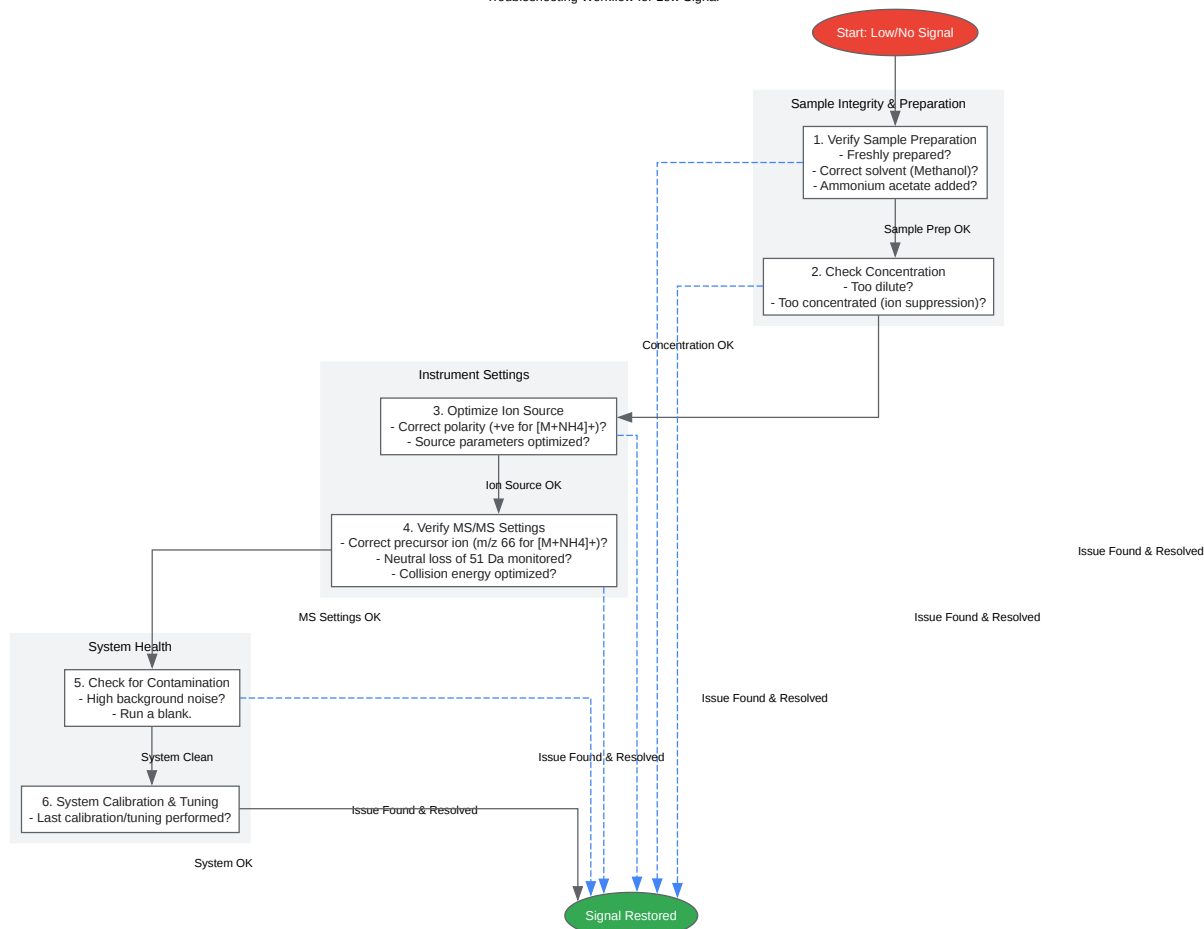 Troubleshooting Workflow for Low Signal
Start: Low/No Signal
Sample Integrity & Preparation
1. Verify Sample Preparation
- Freshly prepared?
- Correct solvent (Methanol)?
- Ammonium acetate added?
Sample Prep OK
2. Check Concentration
- Too dilute?
- Too concentrated (ion suppression)?
Concentration OK
Instrument Settings
3. Optimize Ion Source
- Correct polarity (+ve for [M+NH4]+)?
- Source parameters optimized?
Ion Source OK
4. Verify MS/MS Settings
- Correct precursor ion (m/z 66 for [M+NH4]+)?
- Neutral loss of 51 Da monitored?
- Collision energy optimized?
Issue Found & Resolved
MS Settings OK
Issue Found & Resolved
System Health
5. Check for Contamination
- High background noise?
- Run a blank.
Issue Found & Resolved
System Clean
Issue Found & Resolved
6. System Calibration & Tuning
- Last calibration/tuning performed?
Issue Found & Resolved
System OK
Signal Restored